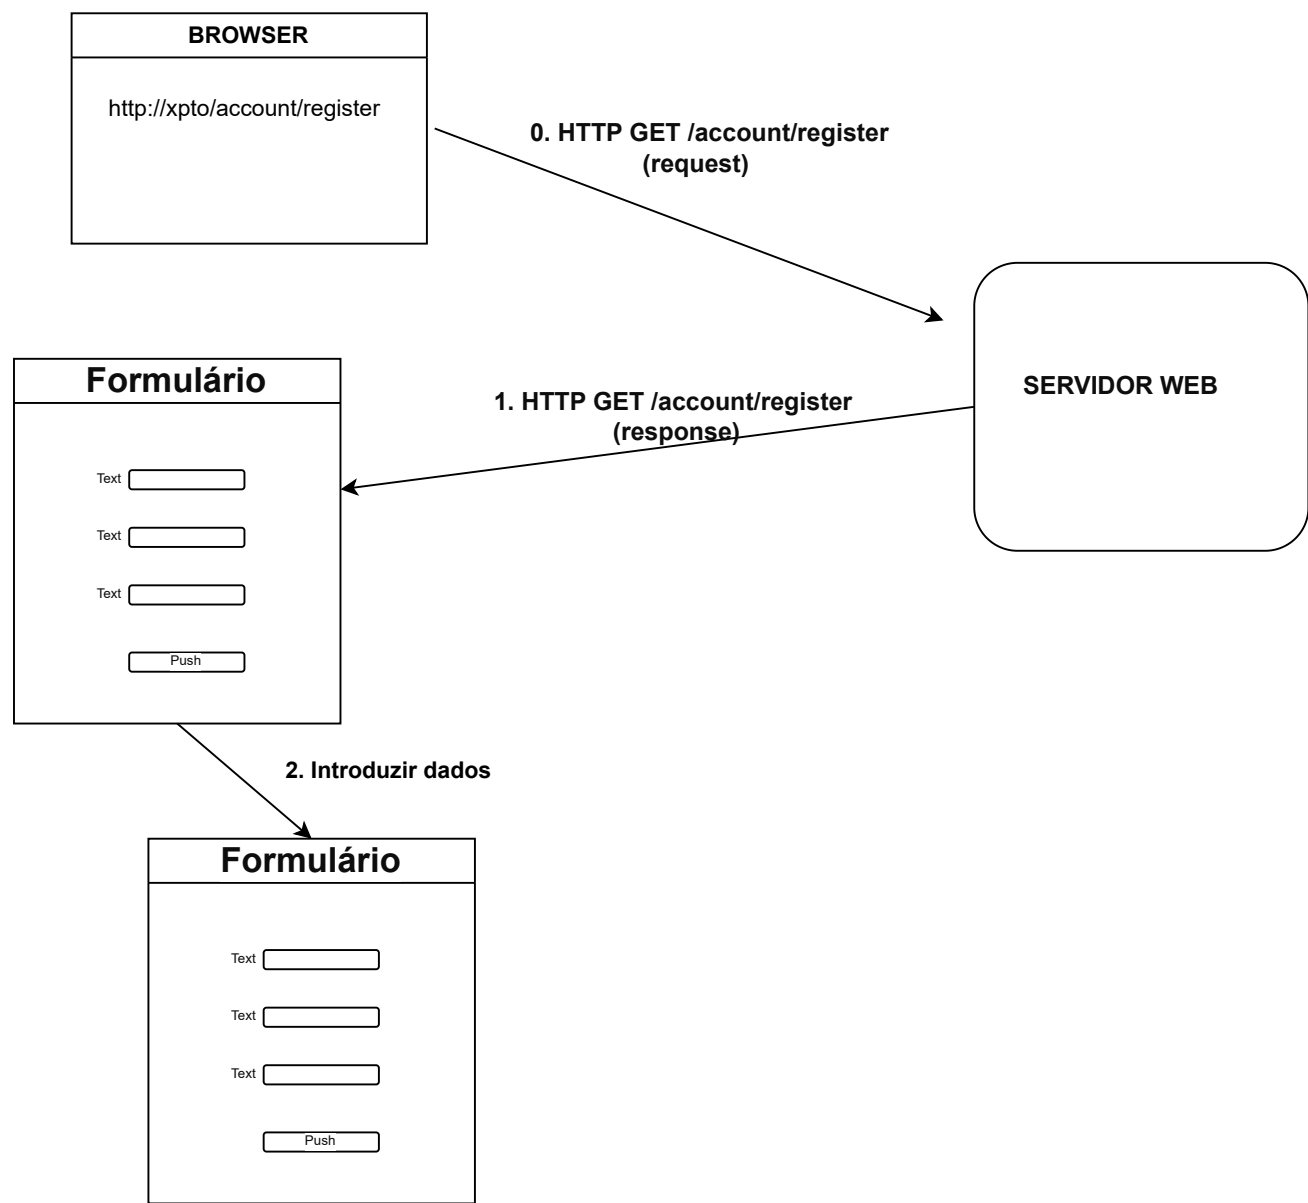 BROWSER
http://xpto/account/register
0. HTTP GET /account/register
(request)
SERVIDOR WEB
Formulário
1. HTTP GET /account/register
(response)
Text
Text
Text
Push
2. Introduzir dados
Formulário
Text
Text
Text
Push